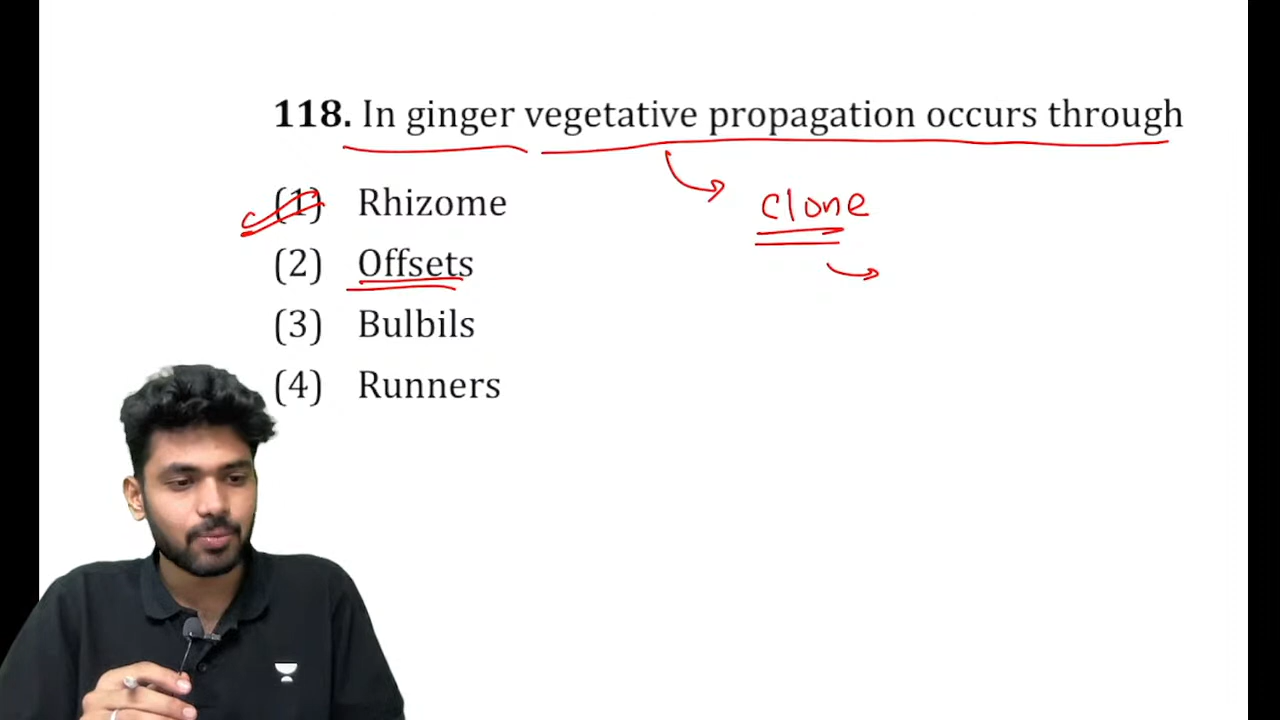 118. In ginger vegetative propagation occurs through
(1) Rhizome
clone
(2) Offsets
(3) Bulbils
(4) Runners